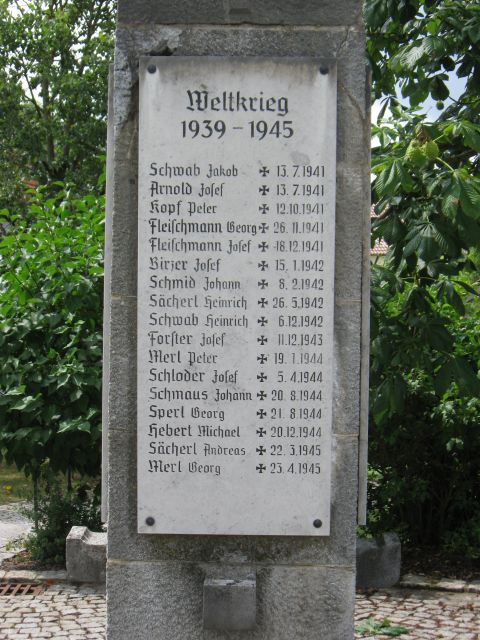 Weltkrieg
1939 - 1945
Schwab Jakob ✠ 13.7.1941
Arnold Josef ✠ 13.7.1941
Kopf Peter ✠ 12.10.1941
Fleischmann Georg ✠ 26.11.1941
Fleischmann Josef ✠ 18.12.1941
Birzer Josef ✠ 15.1.1942
Schmid Johann ✠ 8.2.1942
Sächerl Heinrich ✠ 26.5.1942
Schwab Heinrich ✠ 6.12.1942
Forster Josef ✠ 11.12.1943
Merl Peter ✠ 19.1.1944
Schloder Josef ✠ 5.4.1944
Schmaus Johann ✠ 20.8.1944
Sperl Georg ✠ 21.8.1944
Hebert Michael ✠ 20.12.1944
Sächerl Andreas ✠ 22.3.1945
Merl Georg ✠ 23.4.1945